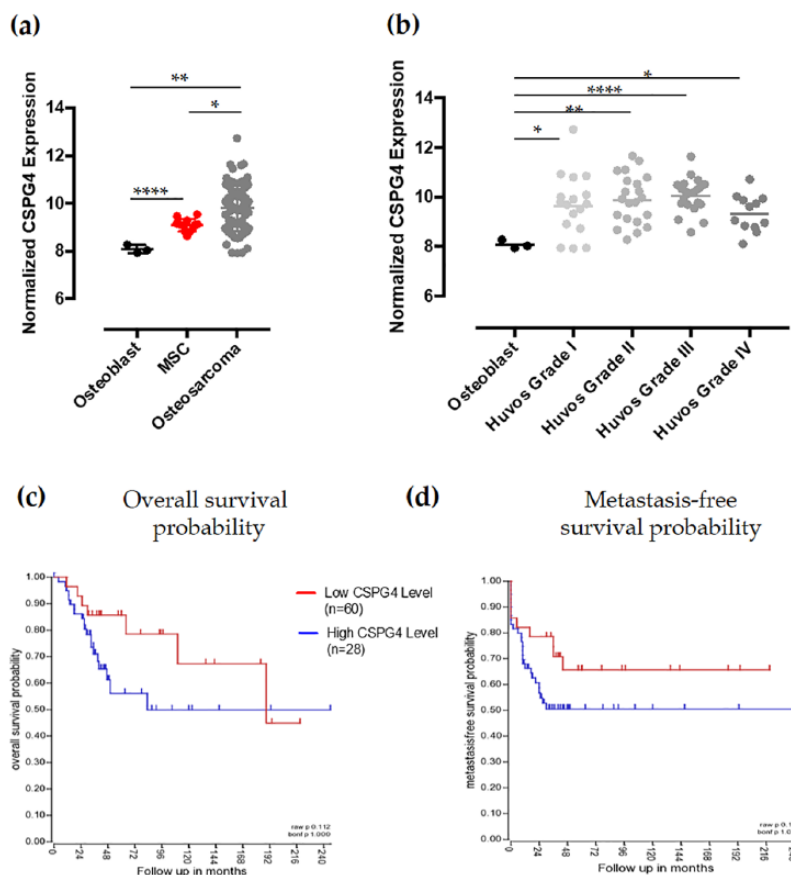 (a)
(b)
Normalized CSPG4 Expression
14
12
10
8
6
**
*
****
Osteoblast
MSC
Osteosarcoma
Normalized CSPG4 Expression
14
12
10
8
6
*
****
**
*
Osteoblast
Huvos Grade I
Huvos Grade II
Huvos Grade III
Huvos Grade IV
(c)
Overall survival
probability
(d)
Metastasis-free
survival probability
overall survival probability
1.00
0.90
0.80
0.70
0.60
0.50
0.40
0.30
0.20
0.10
0.00
0 24 48 72 96 120 144 168 192 216 240
Follow up in months
raw p 0.112
bonf p 1.000
Low CSPG4 Level
(n=60)
High CSPG4 Level
(n=28)
metastasisfree survival probability
1.00
0.90
0.80
0.70
0.60
0.50
0.40
0.30
0.20
0.10
0.00
0 24 48 72 96 120 144 168 192 216
Follow up in months
raw p 0.1
bonf p 1.0